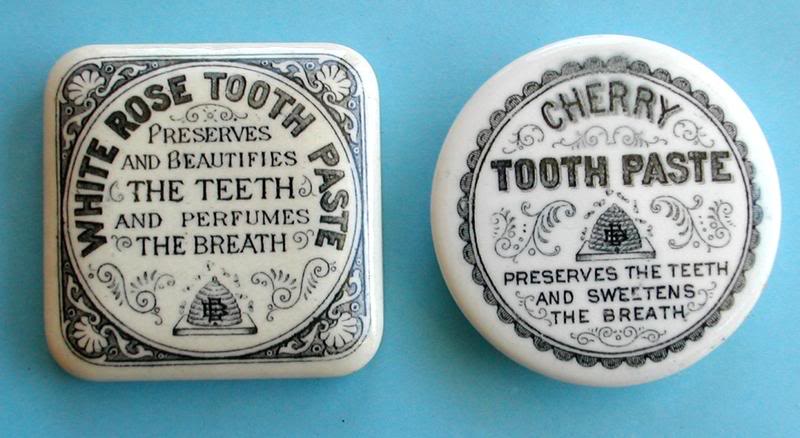 WHITE ROSE TOOTH PASTE
PRESERVES
AND BEAUTIFIES
THE TEETH
AND PERFUMES
THE BREATH
CHERRY
TOOTH PASTE
PRESERVES THE TEETH
AND SWEETENS
THE BREATH